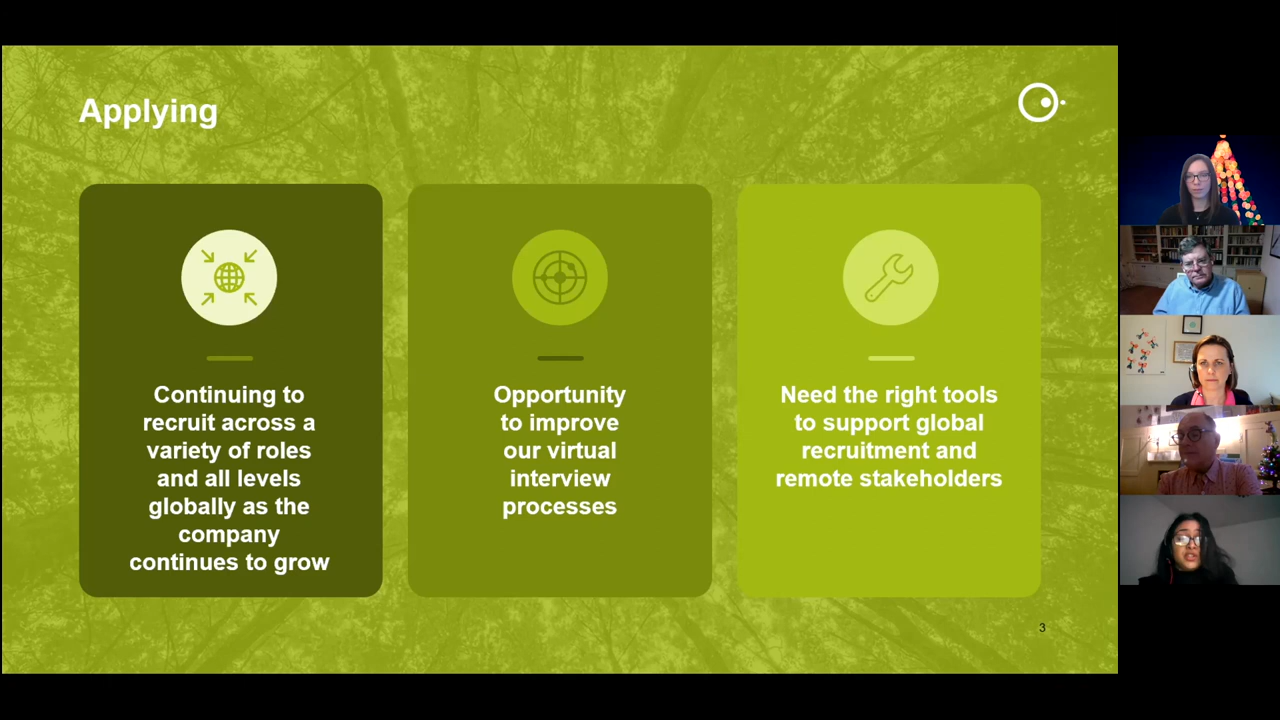 Applying
Continuing to
recruit across a
variety of roles
and all levels
globally as the
company
continues to grow
Opportunity
to improve
our virtual
interview
processes
Need the right tools
to support global
recruitment and
remote stakeholders
3